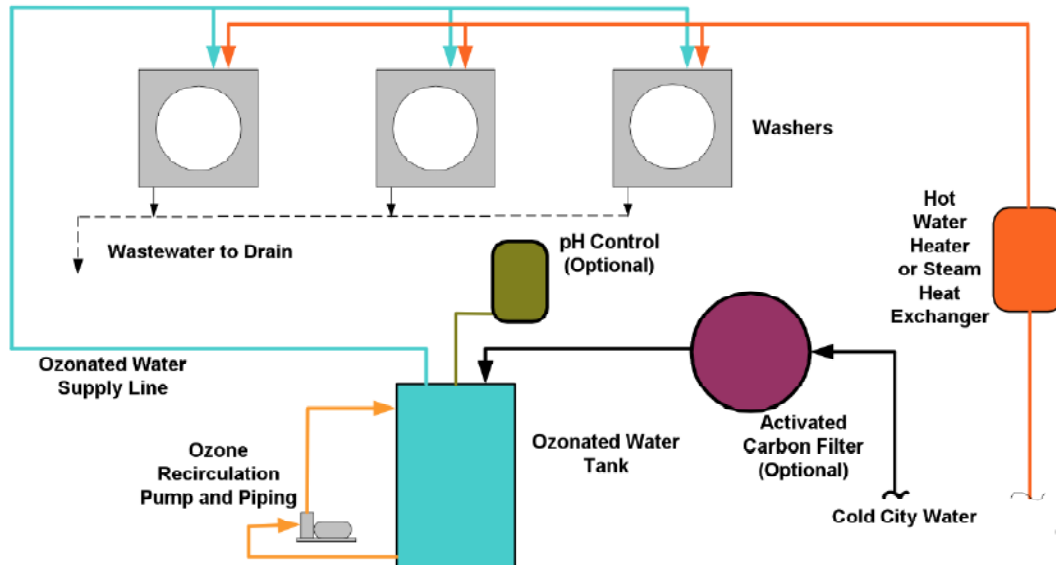 Washers
Hot
Water
Heater
or Steam
Heat
Exchanger
Wastewater to Drain
pH Control
(Optional)
Ozonated Water
Supply Line
Ozone
Recirculation
Pump and Piping
Ozonated Water
Tank
Activated
Carbon Filter
(Optional)
Cold City Water